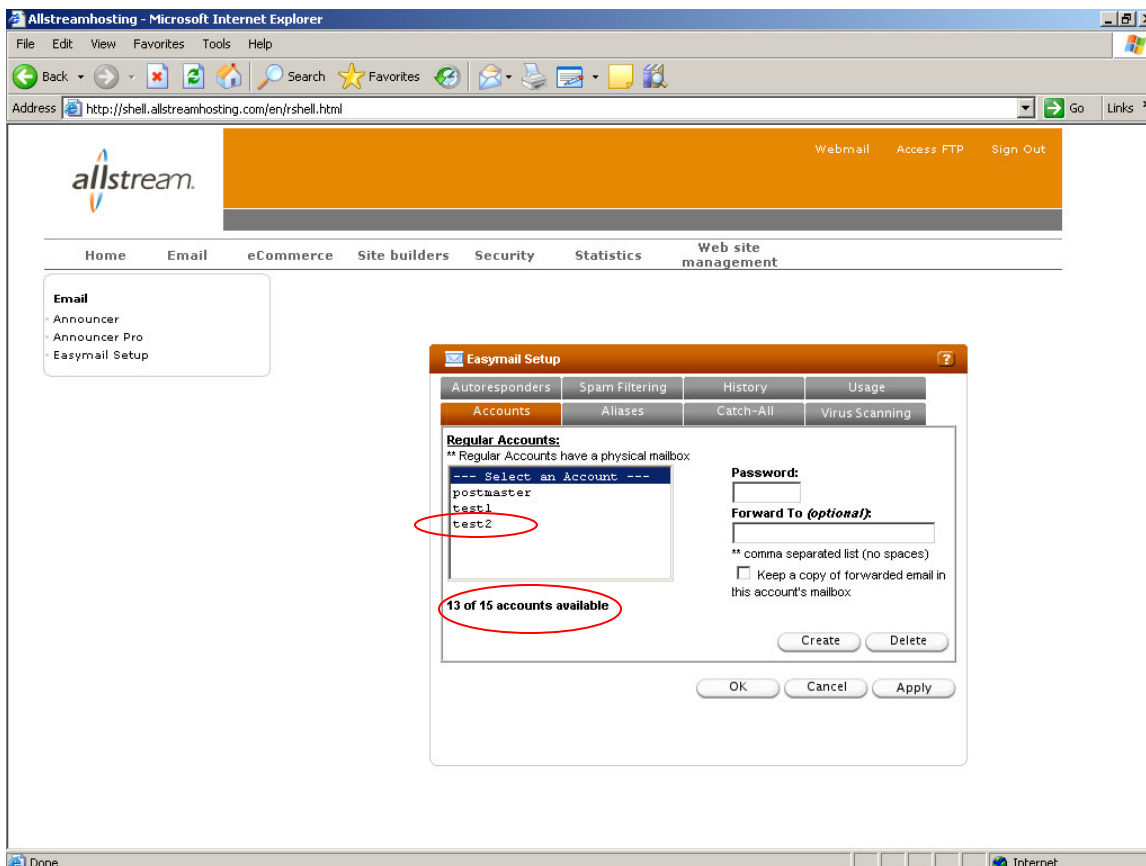 Allstreamhosting - Microsoft Internet Explorer
File Edit View Favorites Tools Help
Back Search Favorites
Address http://shell.allstreamhosting.com/en/rshell.html Go Links
allstream.
Webmail Access FTP Sign Out
Home Email eCommerce Site builders Security Statistics Web site management
Email
Announcer
Announcer Pro
Easymail Setup
Easymail Setup ?
Autoresponders Spam Filtering History Usage
Accounts Aliases Catch-All Virus Scanning
Regular Accounts:
** Regular Accounts have a physical mailbox
--- Select an Account ---
postmaster
test1
test2
13 of 15 accounts available
Password:
Forward To (optional):
** comma separated list (no spaces)
Keep a copy of forwarded email in
this account's mailbox
Create Delete
OK Cancel Apply
Done Internet